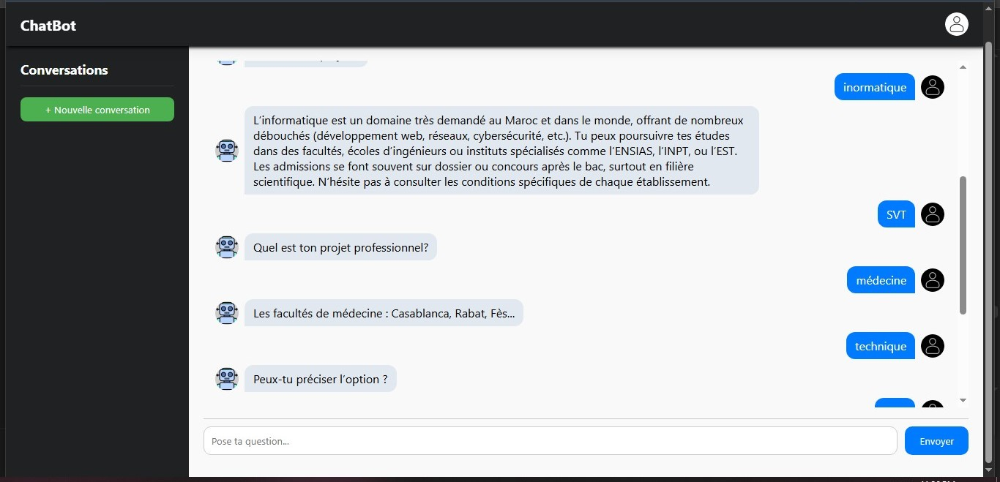 ChatBot
Conversations
+ Nouvelle conversation
inormatique
L’informatique est un domaine très demandé au Maroc et dans le monde, offrant de nombreux
débouchés (développement web, réseaux, cybersécurité, etc.). Tu peux poursuivre tes études
dans des facultés, écoles d’ingénieurs ou instituts spécialisés comme l’ENSIAS, l’INPT, ou l’EST.
Les admissions se font souvent sur dossier ou concours après le bac, surtout en filière
scientifique. N’hésite pas à consulter les conditions spécifiques de chaque établissement.
SVT
Quel est ton projet professionnel?
médecine
Les facultés de médecine : Casablanca, Rabat, Fès...
technique
Peux-tu préciser l’option ?
Pose ta question...
Envoyer